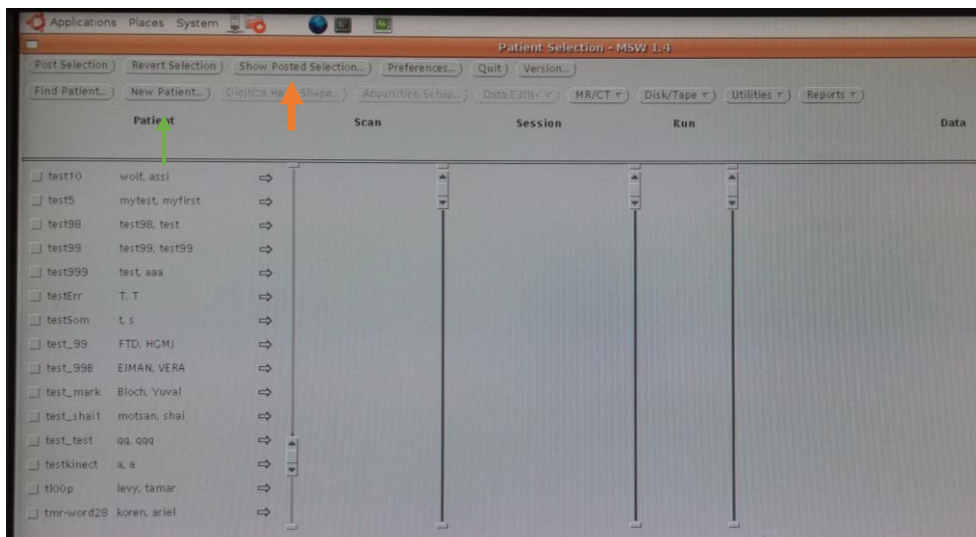 Applications Places System
Patient Selection - MSW 1.4
Post Selection Revert Selection Show Posted Selection... Preferences... Quit Version...
Find Patient... New Patient... Acquisition Setup... Data Editor MR/CT Disk/Tape Utilities Reports
Patient Scan Session Run Data
test10 wolf, assi
test5 mytest, myfirst
test98 test98, test
test99 test99, test99
test999 test, aaa
testErr T, T
testSom t, s
test_99 FTD, HGMJ
test_998 EIMAN, VERA
test_mark Bloch, Yuval
test_shai1 motsan, shai
test_test qq, qqq
testkinect a, a
tl00p levy, tamar
tmr-word28 koren, ariel